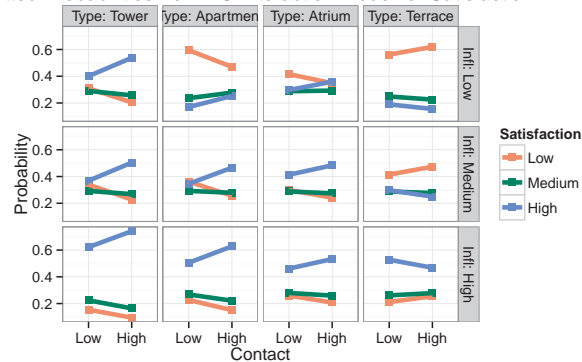 Type: Tower
Type: Apartmen
Type: Atrium
Type: Terrace
0.6
0.4
0.2
Infl: Low
0.6
0.4
0.2
Infl: Medium
0.6
0.4
0.2
Infl: High
Probability
Low High Low High Low High Low High
Contact
Satisfaction
Low
Medium
High